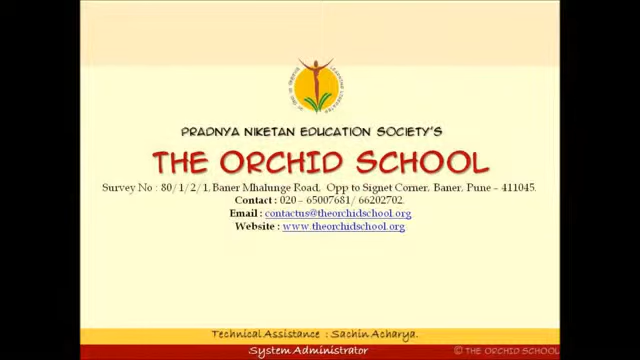 PRADNYA NIKETAN EDUCATION SOCIETY'S
THE ORCHID SCHOOL
Survey No : 80/1/2/1, Baner Mhalunge Road, Opp to Signet Corner, Baner, Pune – 411045.
Contact : 020 – 65007681/ 66202702.
Email : contactus@theorchidschool.org
Website : www.theorchidschool.org
Technical Assistance : Sachin Acharya.
System Administrator
© THE ORCHID SCHOOL